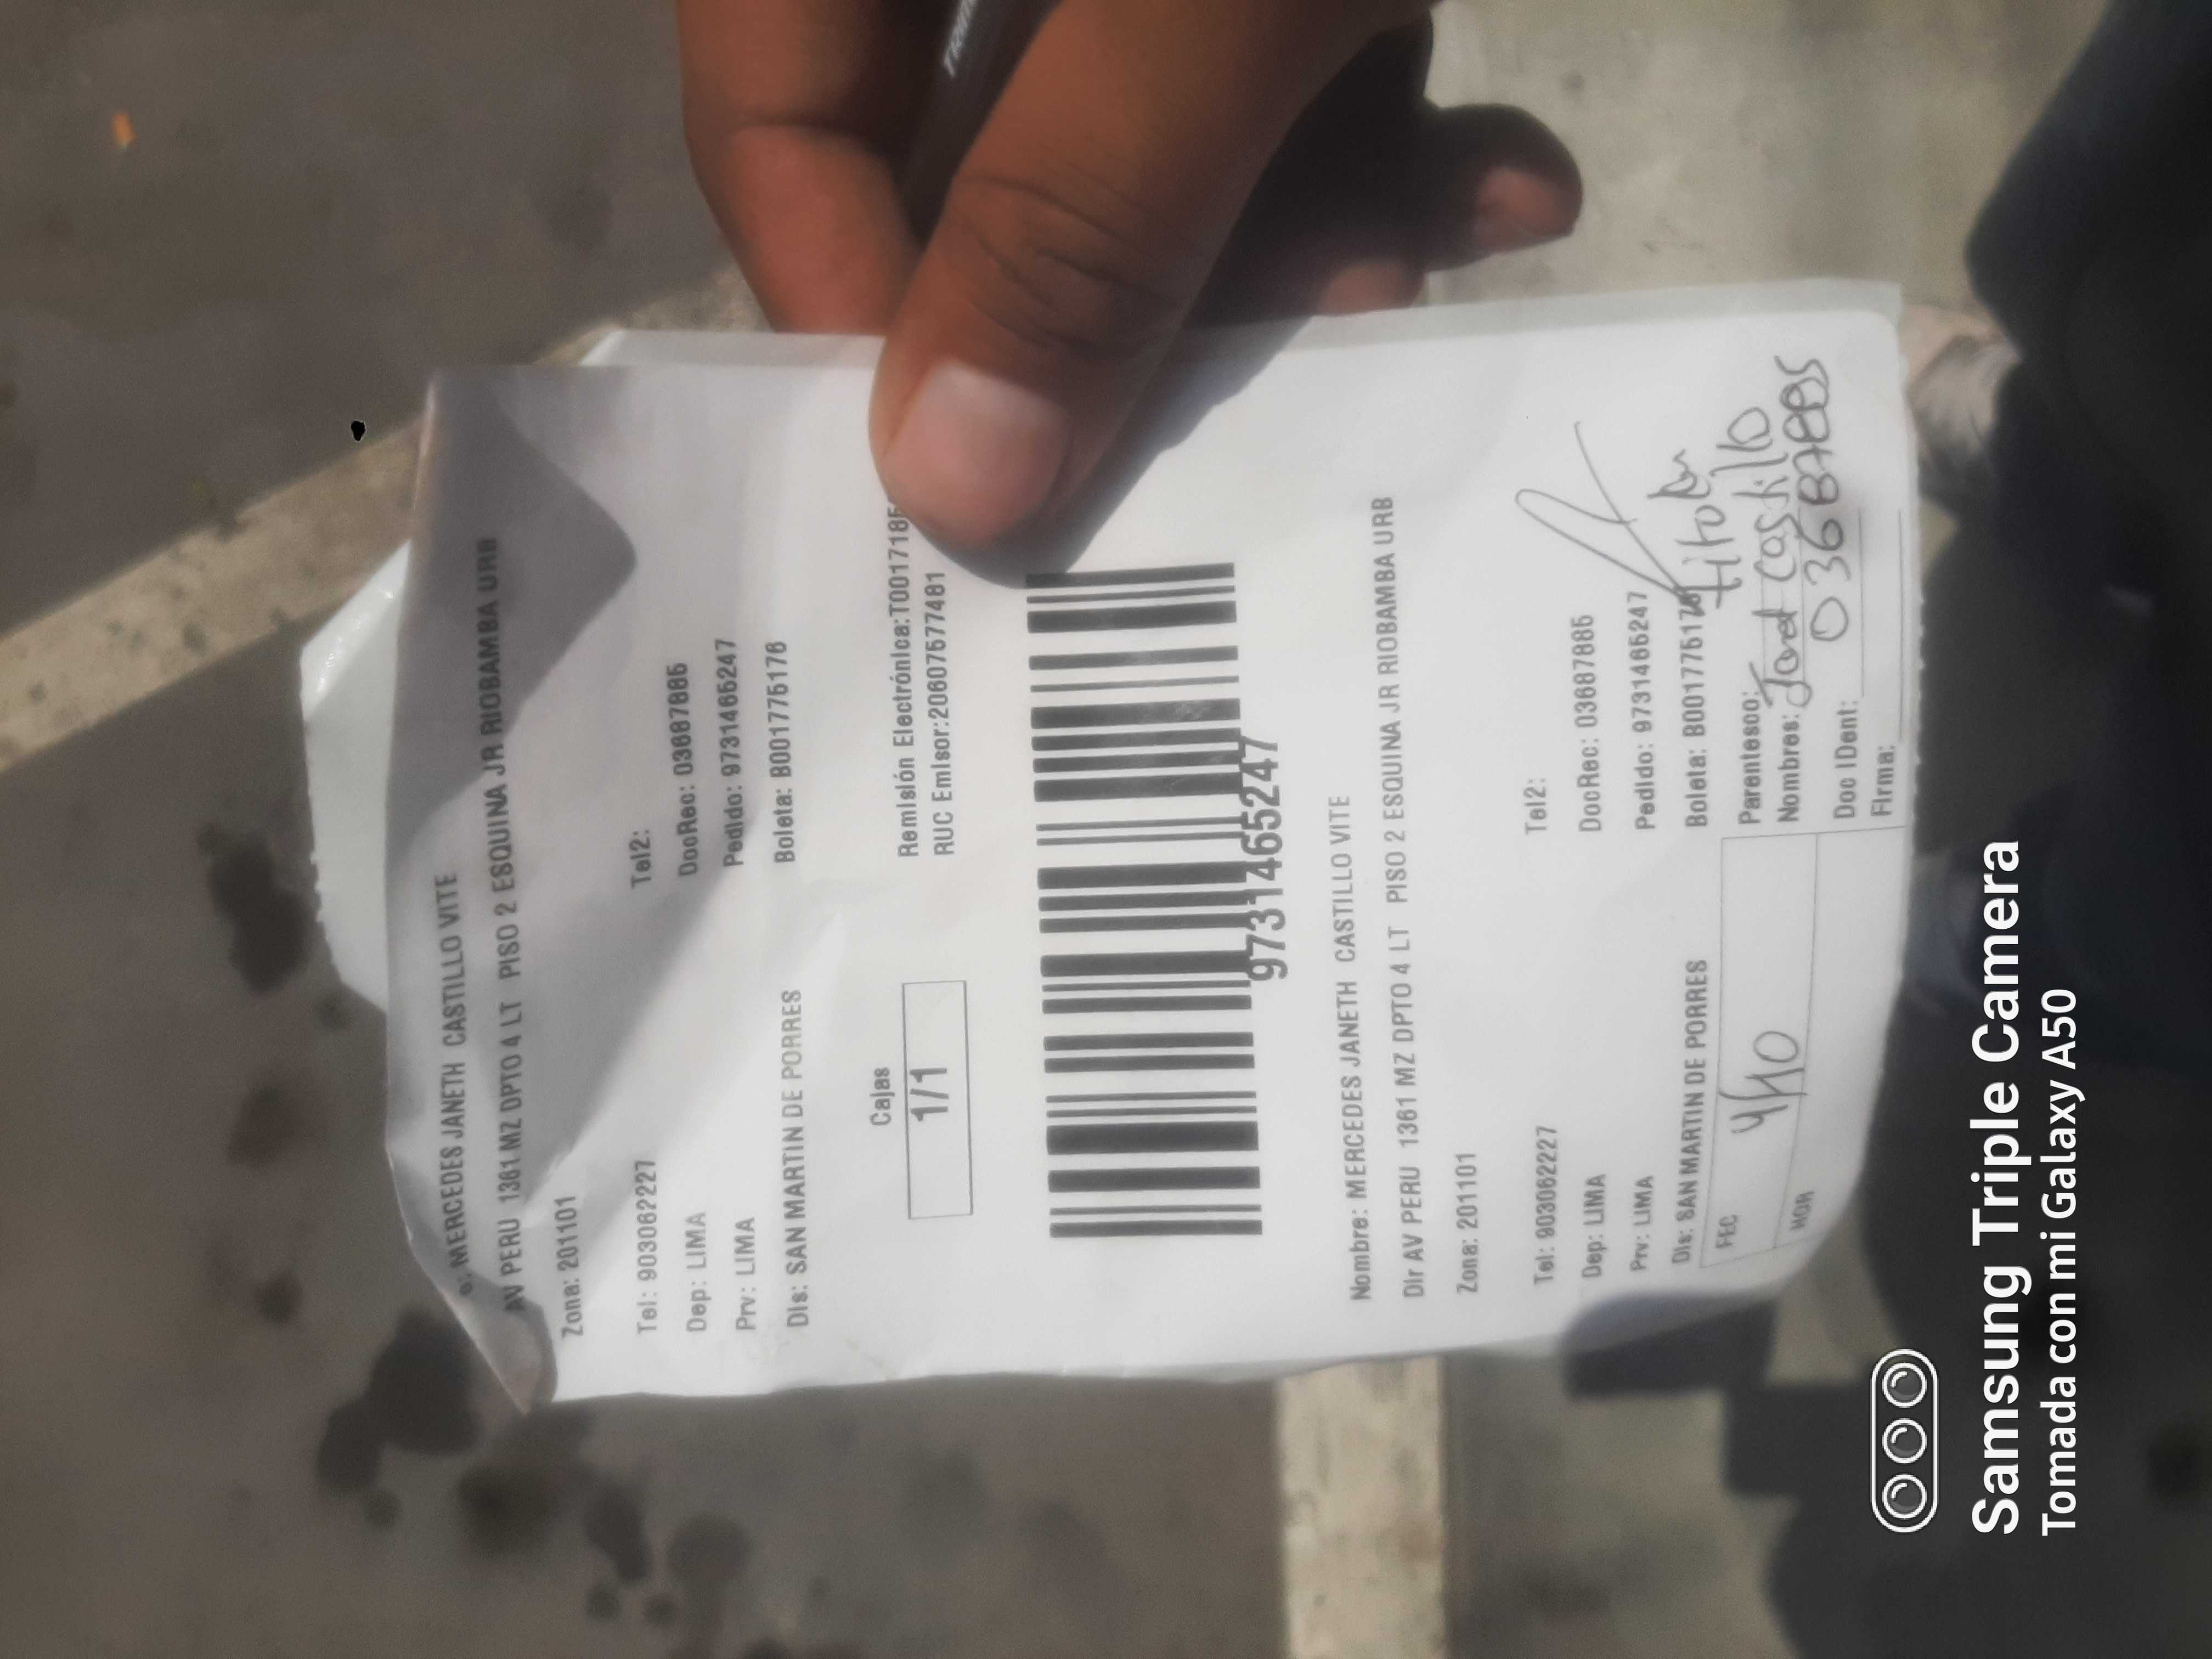 e: MERCEDES JANETH CASTILLO VITE
AV PERU 1361 MZ DPTO 4 LT PISO 2 ESQUINA JR RIOBAMBA URB
Zona: 201101
Tel: 903062227 Tel2:
Dep: LIMA DocRec: 03687885
Prv: LIMA Pedido: 9731465247
Dis: SAN MARTIN DE PORRES Boleta: B001775176
Cajas
1/1
Remisión Electrónica:T001718
RUC Emisor:20607577481
9731465247
Nombre: MERCEDES JANETH CASTILLO VITE
Dir AV PERU 1361 MZ DPTO 4 LT PISO 2 ESQUINA JR RIOBAMBA URB
Zona: 201101
Tel: 903062227 Tel2:
Dep: LIMA DocRec: 03687885
Prv: LIMA Pedido: 9731465247
Dis: SAN MARTIN DE PORRES Boleta: B001775176
FEC 4/10
HOR
Parentesco: titular
Nombres: Janet Castillo
Doc IDent: 03687885
Firma:
Samsung Triple Camera
Tomada con mi Galaxy A50